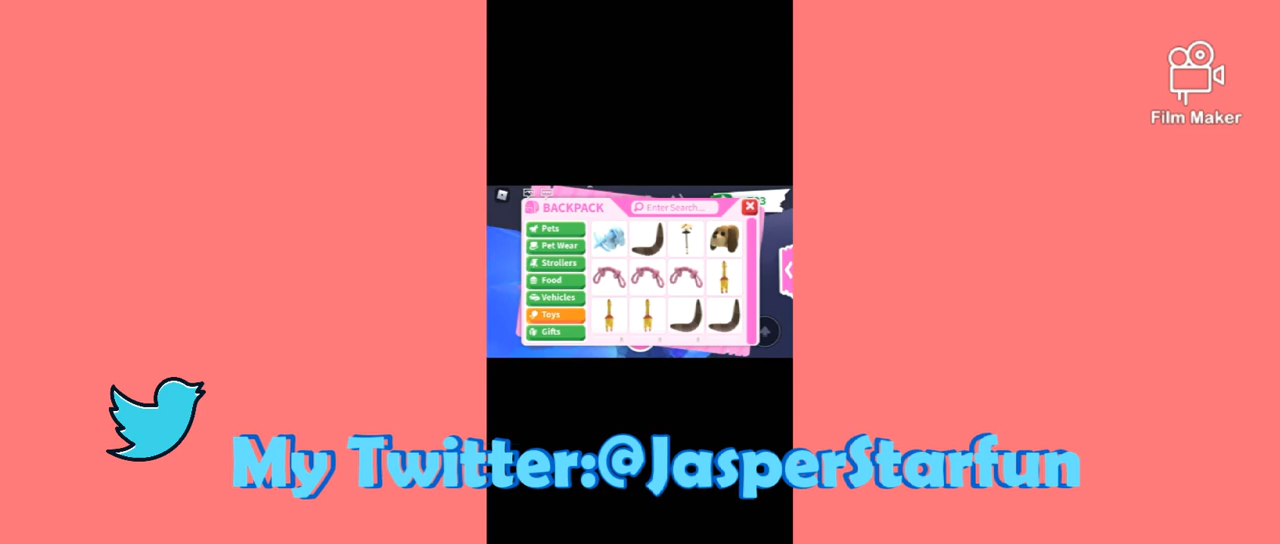 Film Maker
BACKPACK
Enter Search...
Pets
Pet Wear
Strollers
Food
Vehicles
Toys
Gifts
My Twitter:@JasperStarfun